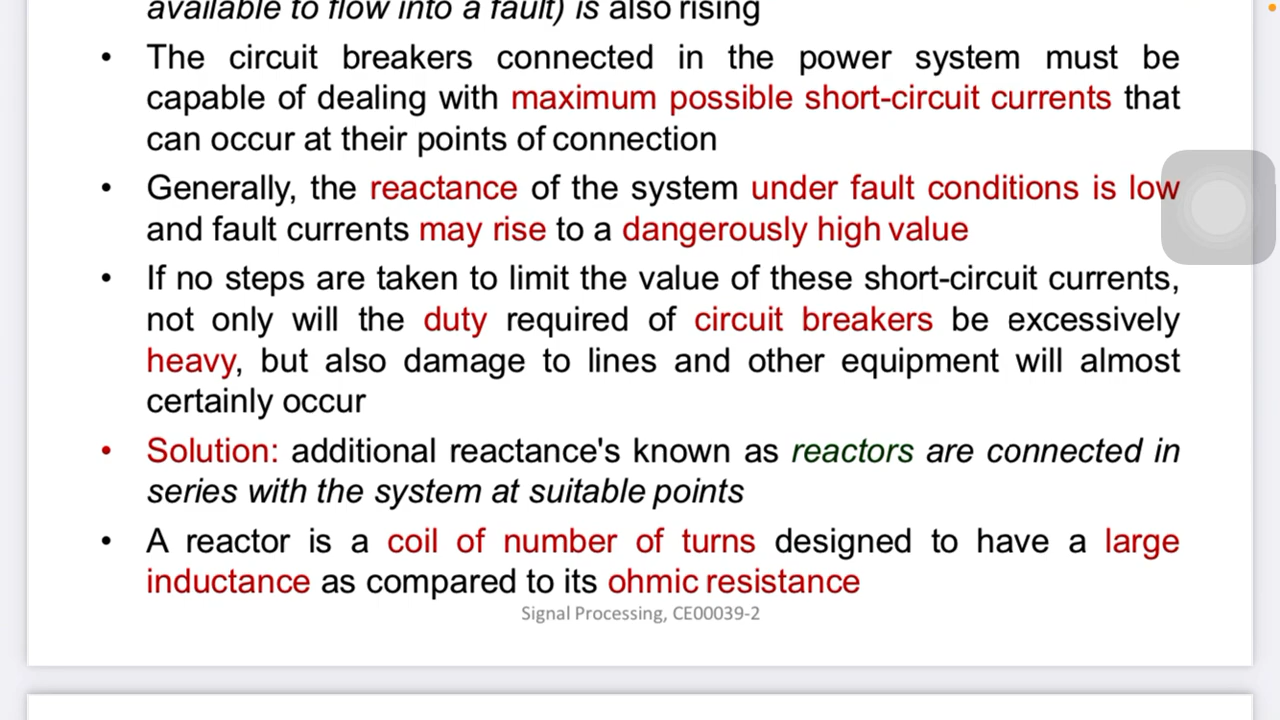 available to flow into a fault) is also rising
• The circuit breakers connected in the power system must be
capable of dealing with maximum possible short-circuit currents that
can occur at their points of connection
• Generally, the reactance of the system under fault conditions is low
and fault currents may rise to a dangerously high value
• If no steps are taken to limit the value of these short-circuit currents,
not only will the duty required of circuit breakers be excessively
heavy, but also damage to lines and other equipment will almost
certainly occur
• Solution: additional reactance's known as reactors are connected in
series with the system at suitable points
• A reactor is a coil of number of turns designed to have a large
inductance as compared to its ohmic resistance
Signal Processing, CE00039-2